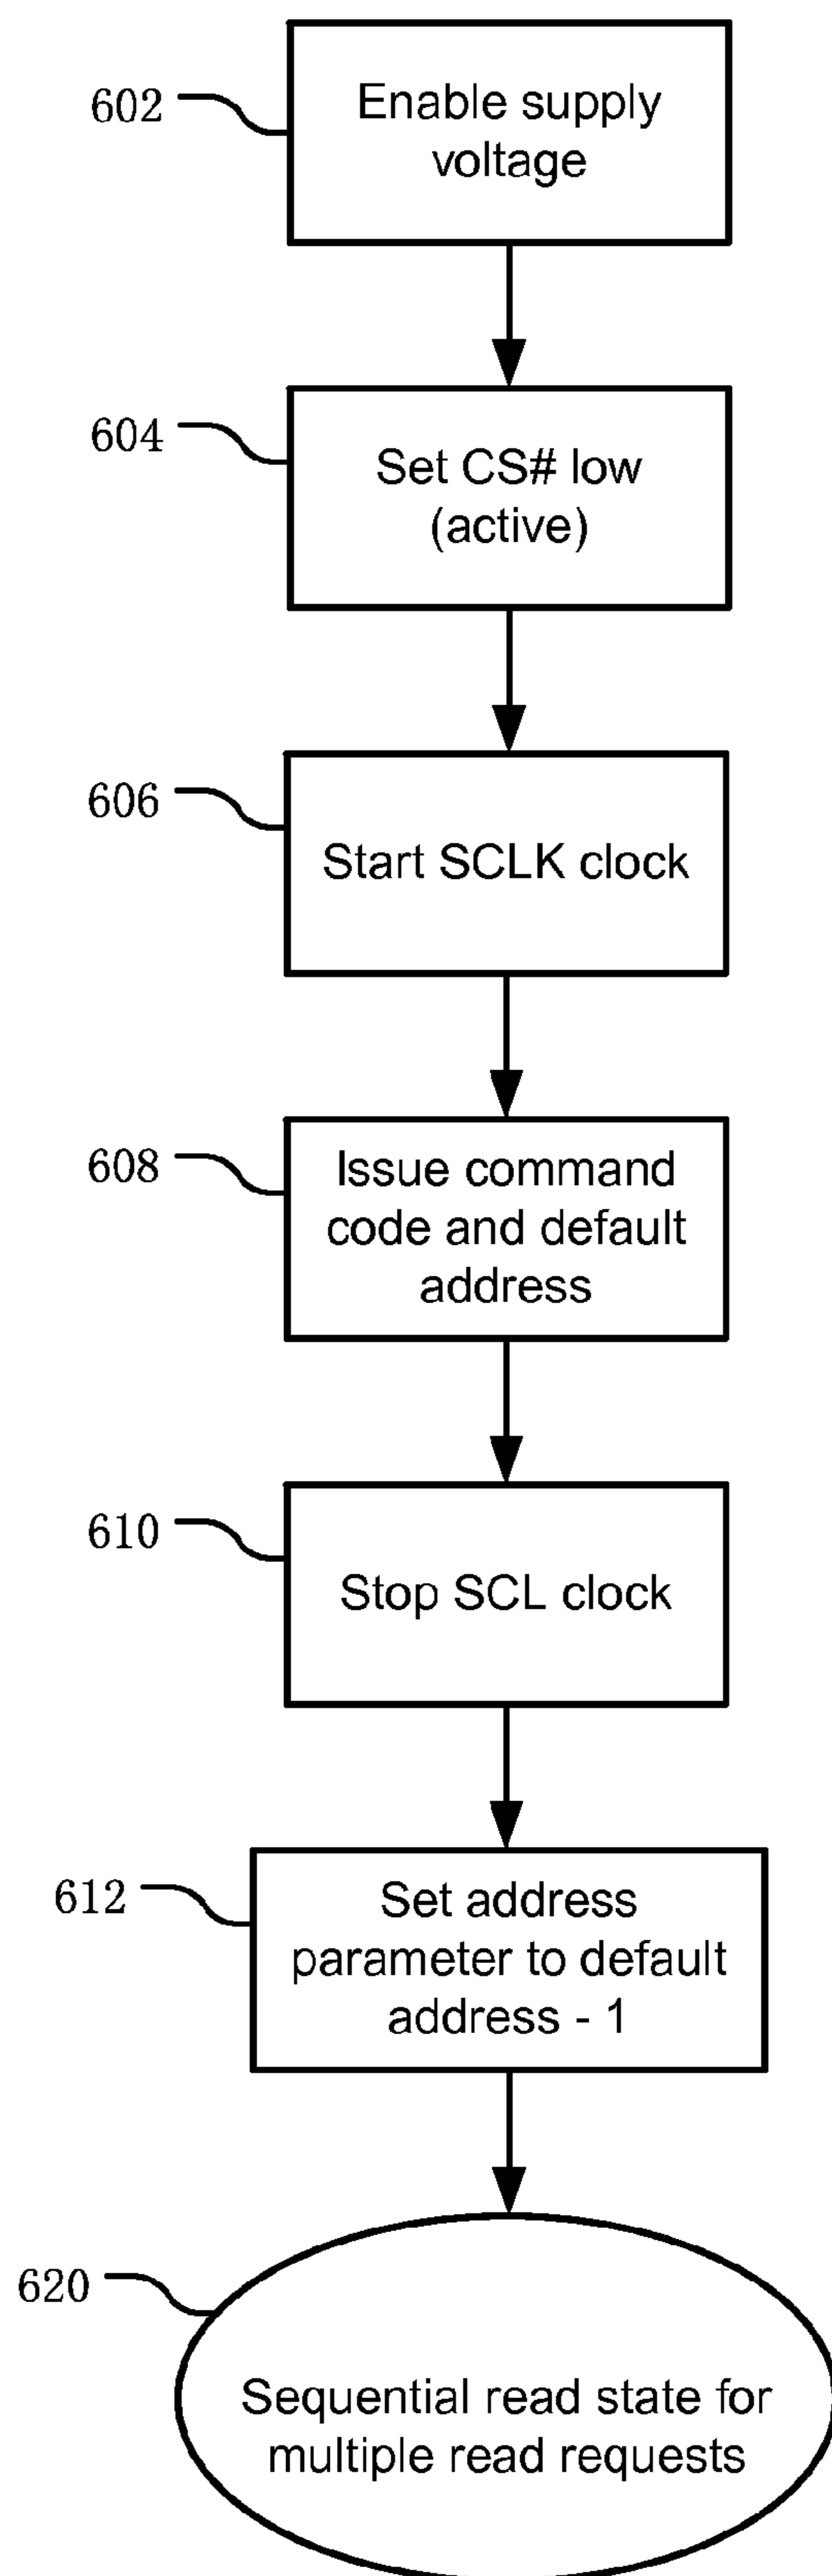 602
Enable supply
voltage
604
Set CS# low
(active)
606
Start SCLK clock
608
Issue command
code and default
address
610
Stop SCL clock
612
Set address
parameter to default
address - 1
620
Sequential read state for
multiple read requests